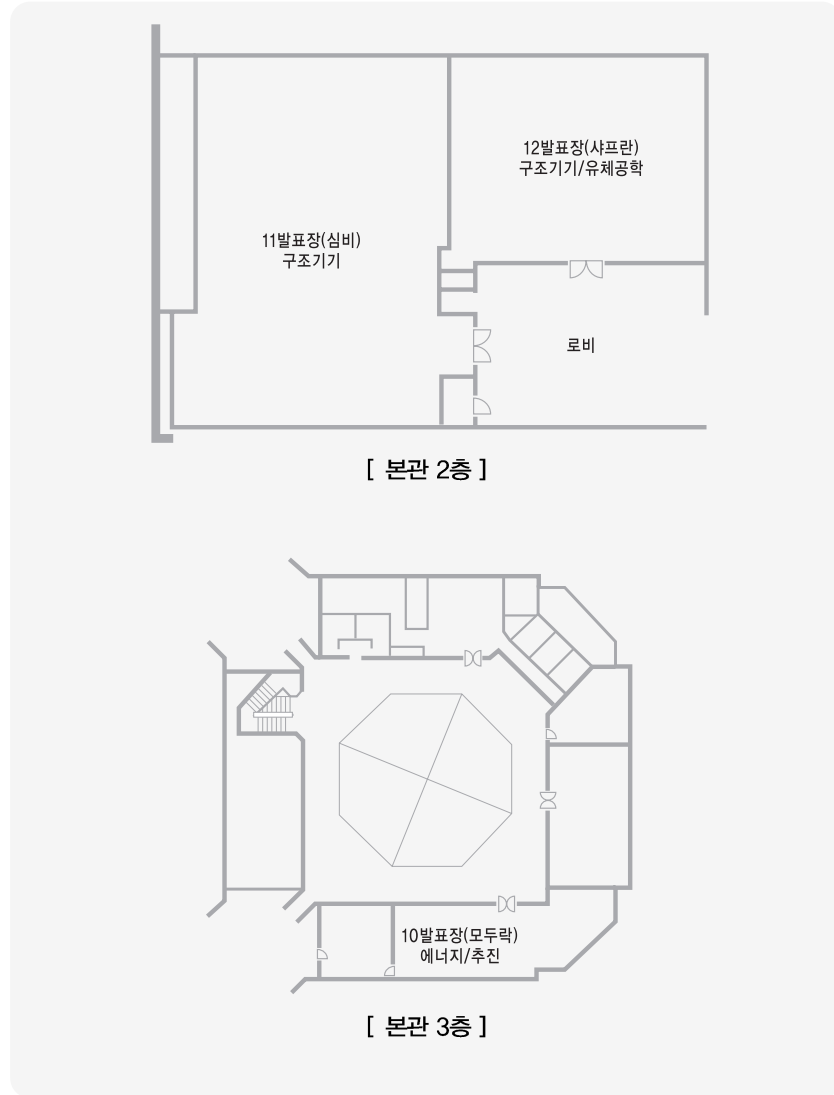 12발표장(샤프란)
구조기기/유체공학
11발표장(심비)
구조기기
로비
[ 본관 2층 ]
10발표장(모두락)
에너지/추진
[ 본관 3층 ]